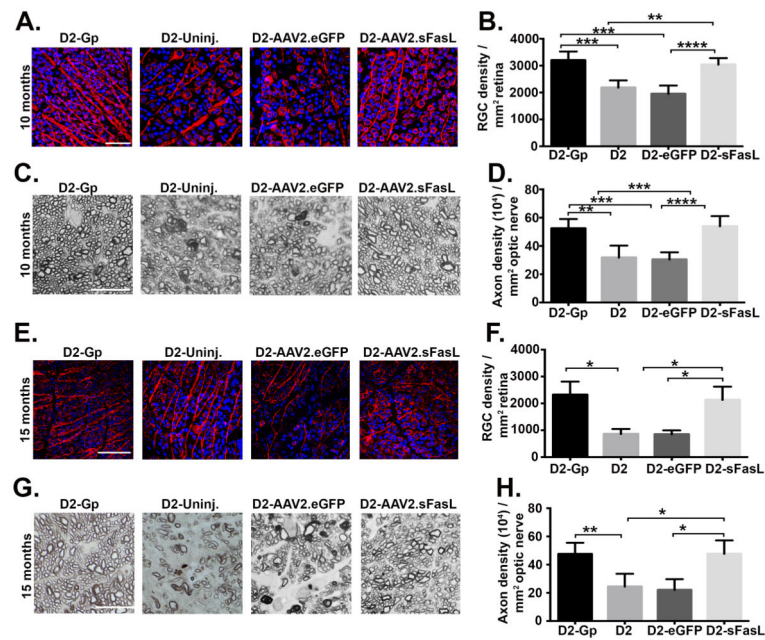 A.
D2-Gp D2-Uninj. D2-AAV2.eGFP D2-AAV2.sFasL
10 months
B.
RGC density /
mm² retina
4000
3000
2000
1000
0
**
***
*** ****
D2-Gp D2 D2-eGFP D2-sFasL
C.
D2-Gp D2-Uninj. D2-AAV2.eGFP D2-AAV2.sFasL
10 months
D.
Axon density (10⁴) /
mm² optic nerve
80
60
40
20
0
***
*** ****
**
D2-Gp D2 D2-eGFP D2-sFasL
E.
D2-Gp D2-Uninj. D2-AAV2.eGFP D2-AAV2.sFasL
15 months
F.
RGC density /
mm² retina
4000
3000
2000
1000
0
* *
*
D2-Gp D2 D2-eGFP D2-sFasL
G.
D2-Gp D2-Uninj. D2-AAV2.eGFP D2-AAV2.sFasL
15 months
H.
Axon density (10⁴) /
mm² optic nerve
80
60
40
20
0
*
** *
D2-Gp D2 D2-eGFP D2-sFasL